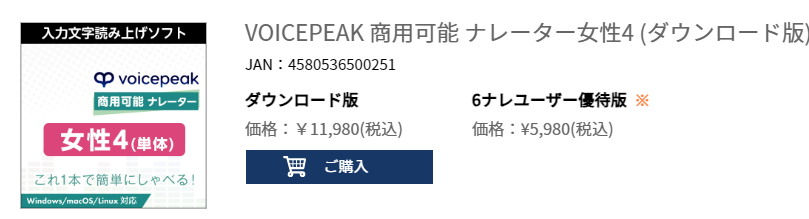 入力文字読み上げソフト
voicepeak
商用可能 ナレーター
女性4(単体)
これ1本で簡単にしゃべる!
Windows/macOS/Linux 対応
VOICEPEAK 商用可能 ナレーター女性4 (ダウンロード版)
JAN：4580536500251
ダウンロード版
価格：￥11,980(税込)
ご購入
6ナレユーザー優待版 ※
価格：¥5,980(税込)